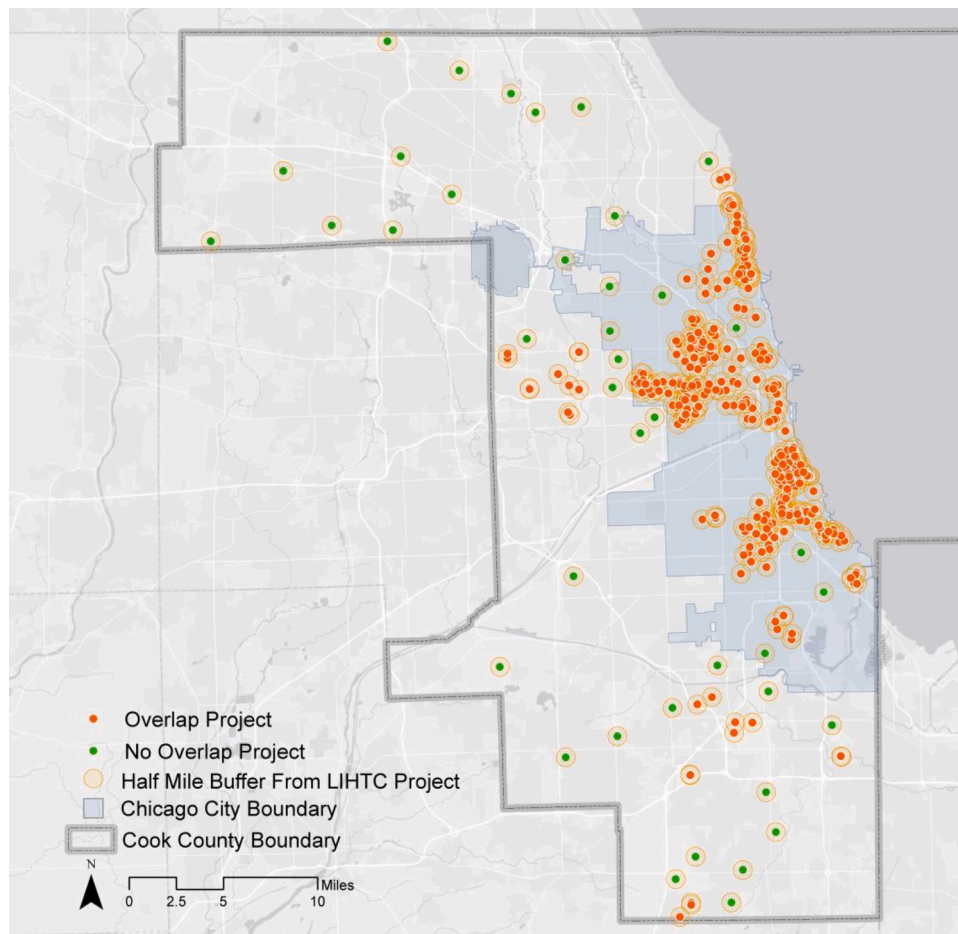 Overlap Project
No Overlap Project
Half Mile Buffer From LIHTC Project
Chicago City Boundary
Cook County Boundary
N
Miles
0 2.5 5 10